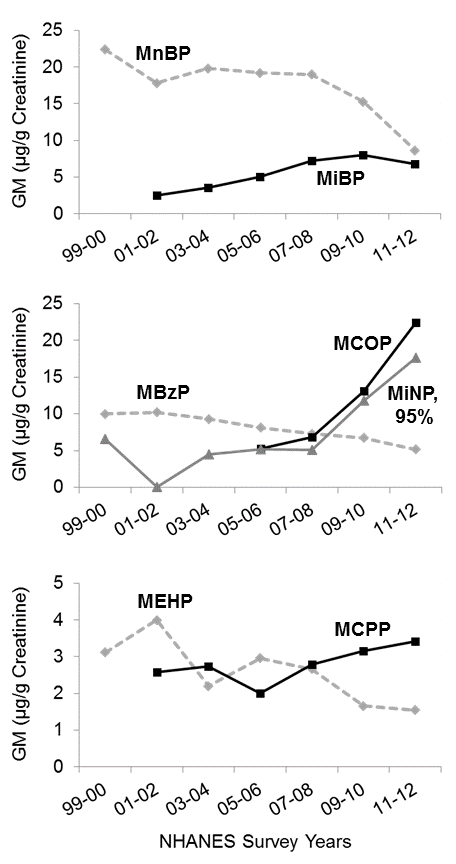 25
20
15
10
5
0
GM (µg/g Creatinine)
MnBP
MiBP
99-00 01-02 03-04 05-06 07-08 09-10 11-12
25
20
15
10
5
0
GM (µg/g Creatinine)
MCOP
MBzP
MiNP,
95%
99-00 01-02 03-04 05-06 07-08 09-10 11-12
5
4
3
2
1
0
GM (µg/g Creatinine)
MEHP
MCPP
99-00 01-02 03-04 05-06 07-08 09-10 11-12
NHANES Survey Years